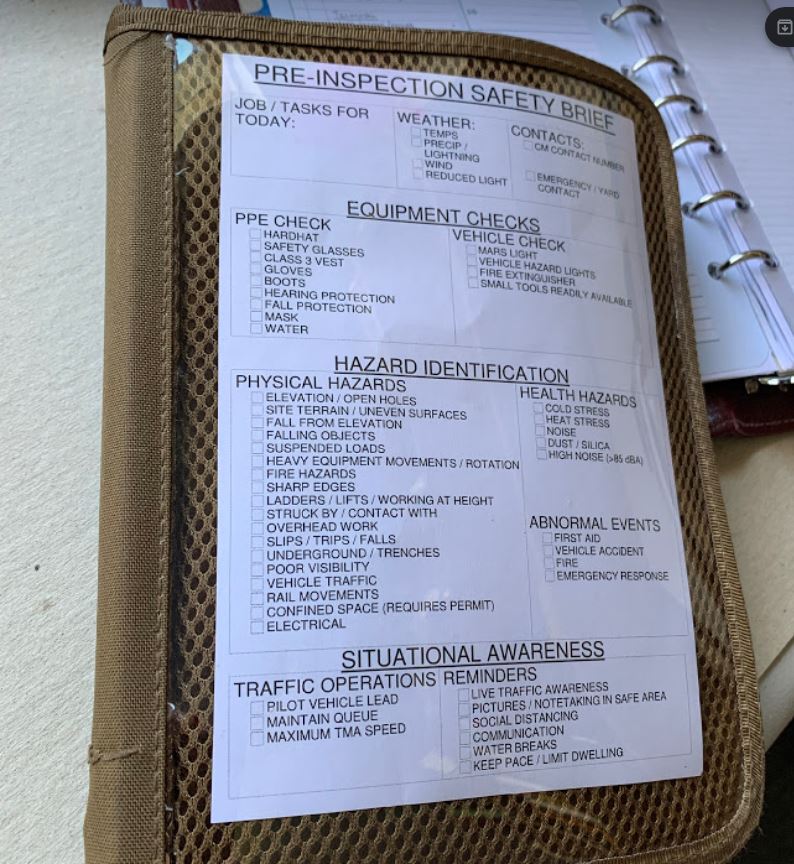 PRE-INSPECTION SAFETY BRIEF
JOB / TASKS FOR
TODAY:
WEATHER:
TEMPS
PRECIP /
LIGHTNING
WIND
REDUCED LIGHT
CONTACTS:
CM CONTACT NUMBER
EMERGENCY / YARD
CONTACT
EQUIPMENT CHECKS
PPE CHECK
HARDHAT
SAFETY GLASSES
CLASS 3 VEST
GLOVES
BOOTS
HEARING PROTECTION
FALL PROTECTION
MASK
WATER
VEHICLE CHECK
MARS LIGHT
VEHICLE HAZARD LIGHTS
FIRE EXTINGUISHER
SMALL TOOLS READILY AVAILABLE
HAZARD IDENTIFICATION
PHYSICAL HAZARDS
ELEVATION / OPEN HOLES
SITE TERRAIN / UNEVEN SURFACES
FALL FROM ELEVATION
FALLING OBJECTS
SUSPENDED LOADS
HEAVY EQUIPMENT MOVEMENTS / ROTATION
FIRE HAZARDS
SHARP EDGES
LADDERS / LIFTS / WORKING AT HEIGHT
STRUCK BY / CONTACT WITH
OVERHEAD WORK
SLIPS / TRIPS / FALLS
UNDERGROUND / TRENCHES
POOR VISIBILITY
VEHICLE TRAFFIC
RAIL MOVEMENTS
CONFINED SPACE (REQUIRES PERMIT)
ELECTRICAL
HEALTH HAZARDS
COLD STRESS
HEAT STRESS
NOISE
DUST / SILICA
HIGH NOISE (>85 dBA)
ABNORMAL EVENTS
FIRST AID
VEHICLE ACCIDENT
FIRE
EMERGENCY RESPONSE
SITUATIONAL AWARENESS
TRAFFIC OPERATIONS REMINDERS
PILOT VEHICLE LEAD
MAINTAIN QUEUE
MAXIMUM TMA SPEED
LIVE TRAFFIC AWARENESS
PICTURES / NOTETAKING IN SAFE AREA
SOCIAL DISTANCING
COMMUNICATION
WATER BREAKS
KEEP PACE / LIMIT DWELLING